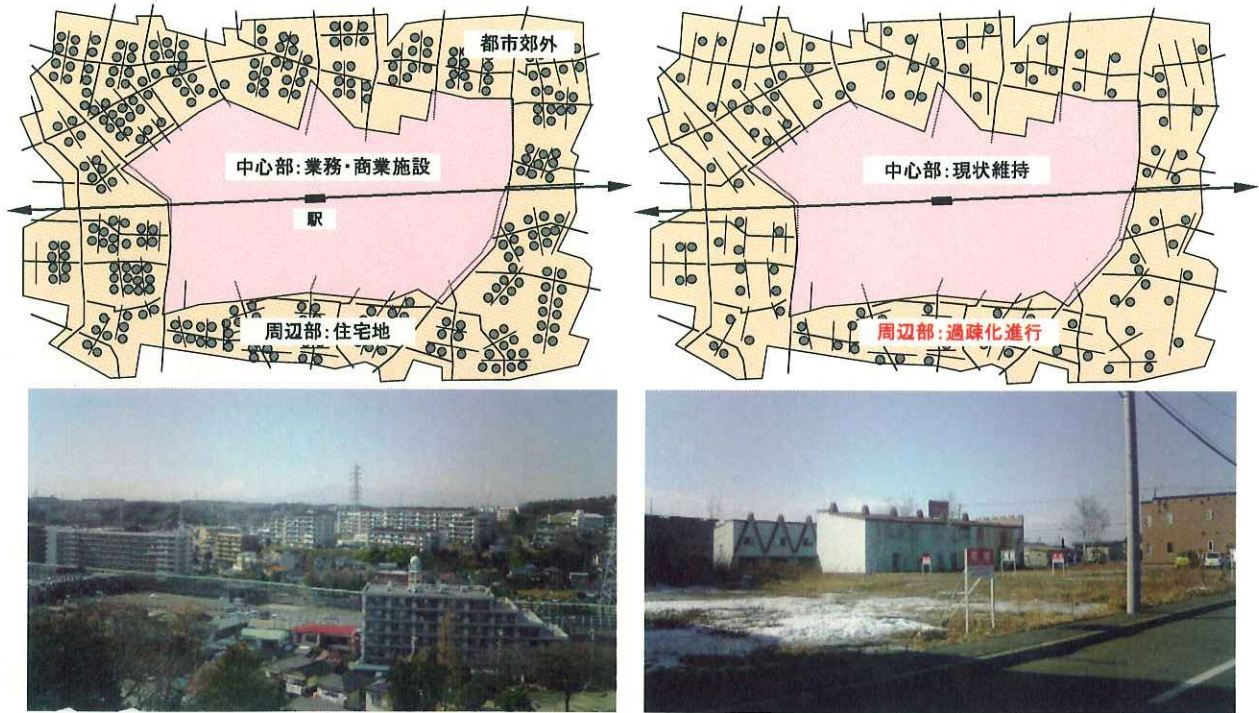 都市郊外
中心部：業務・商業施設
駅
周辺部：住宅地
中心部：現状維持
周辺部：過疎化進行